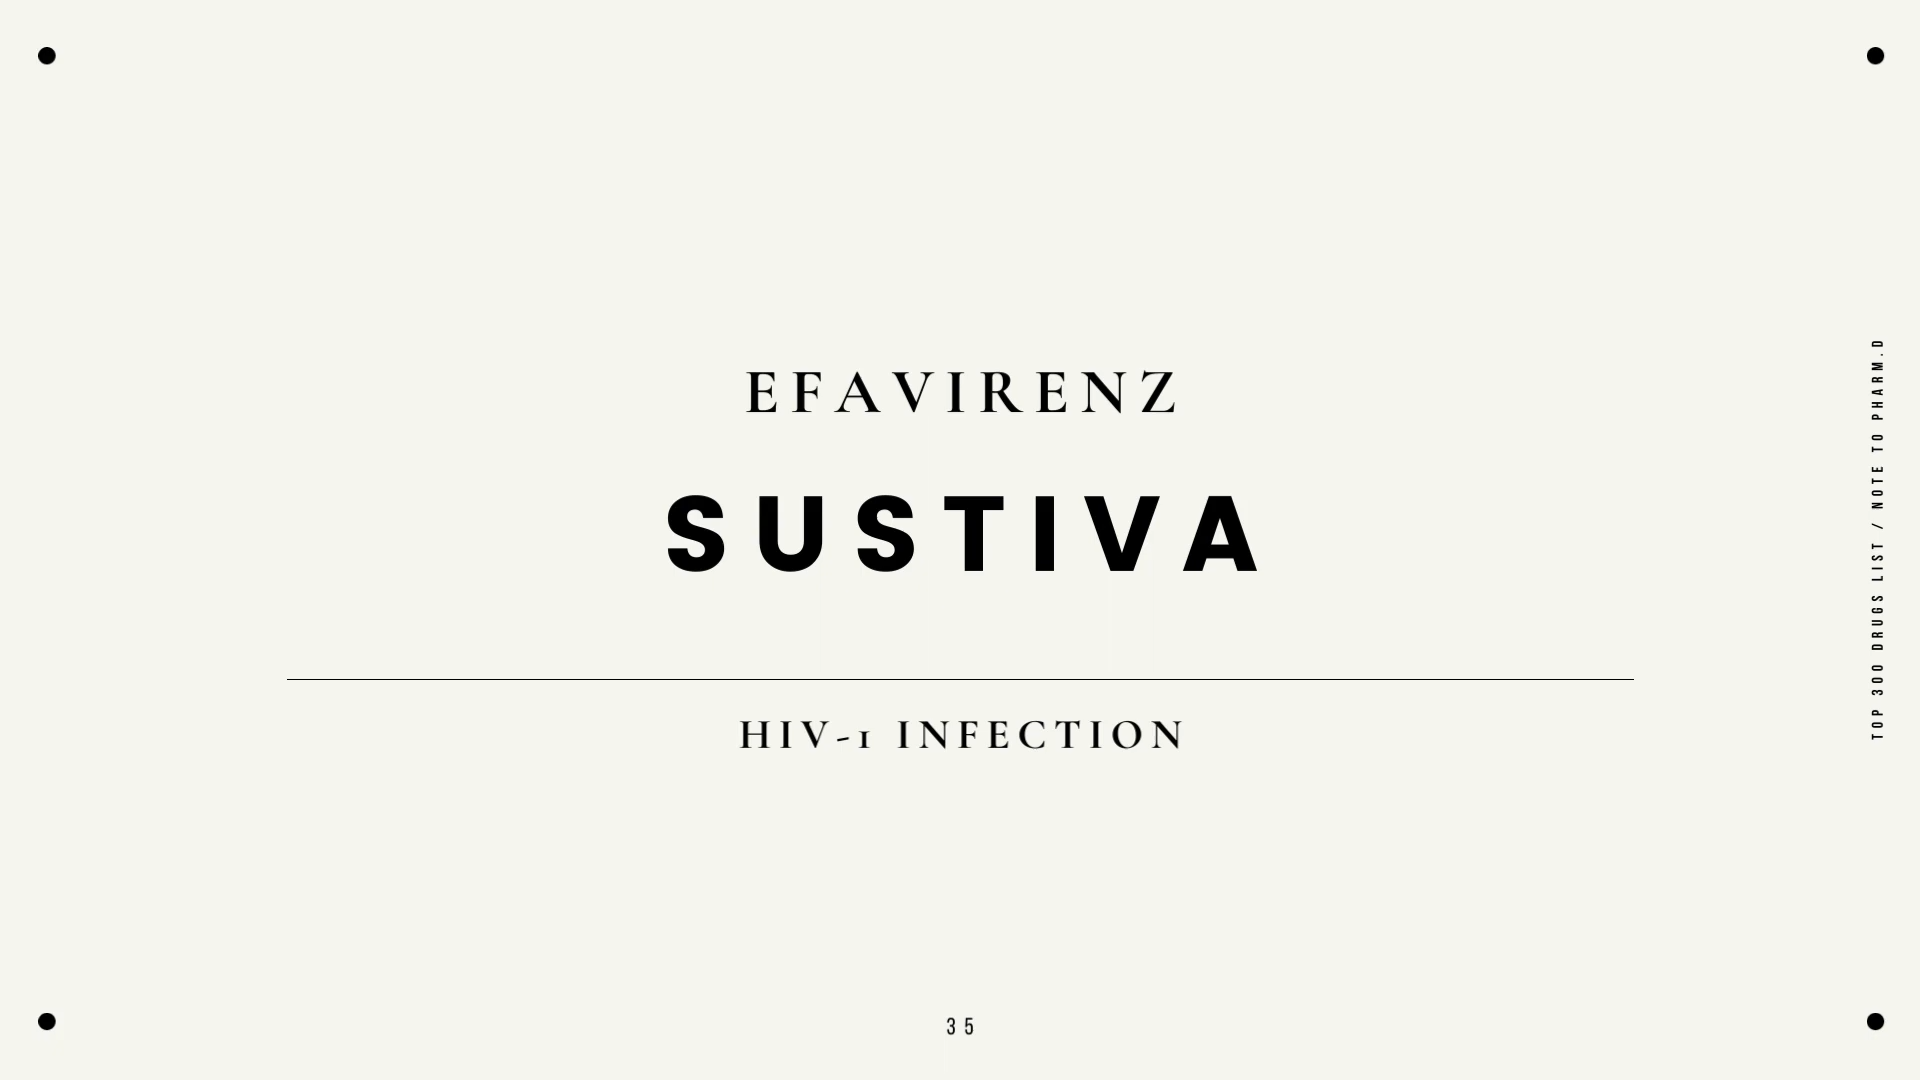 EFAVIRENZ
SUSTIVA
HIV-1 INFECTION
35
TOP 300 DRUGS LIST / NOTE TO PHARM.D